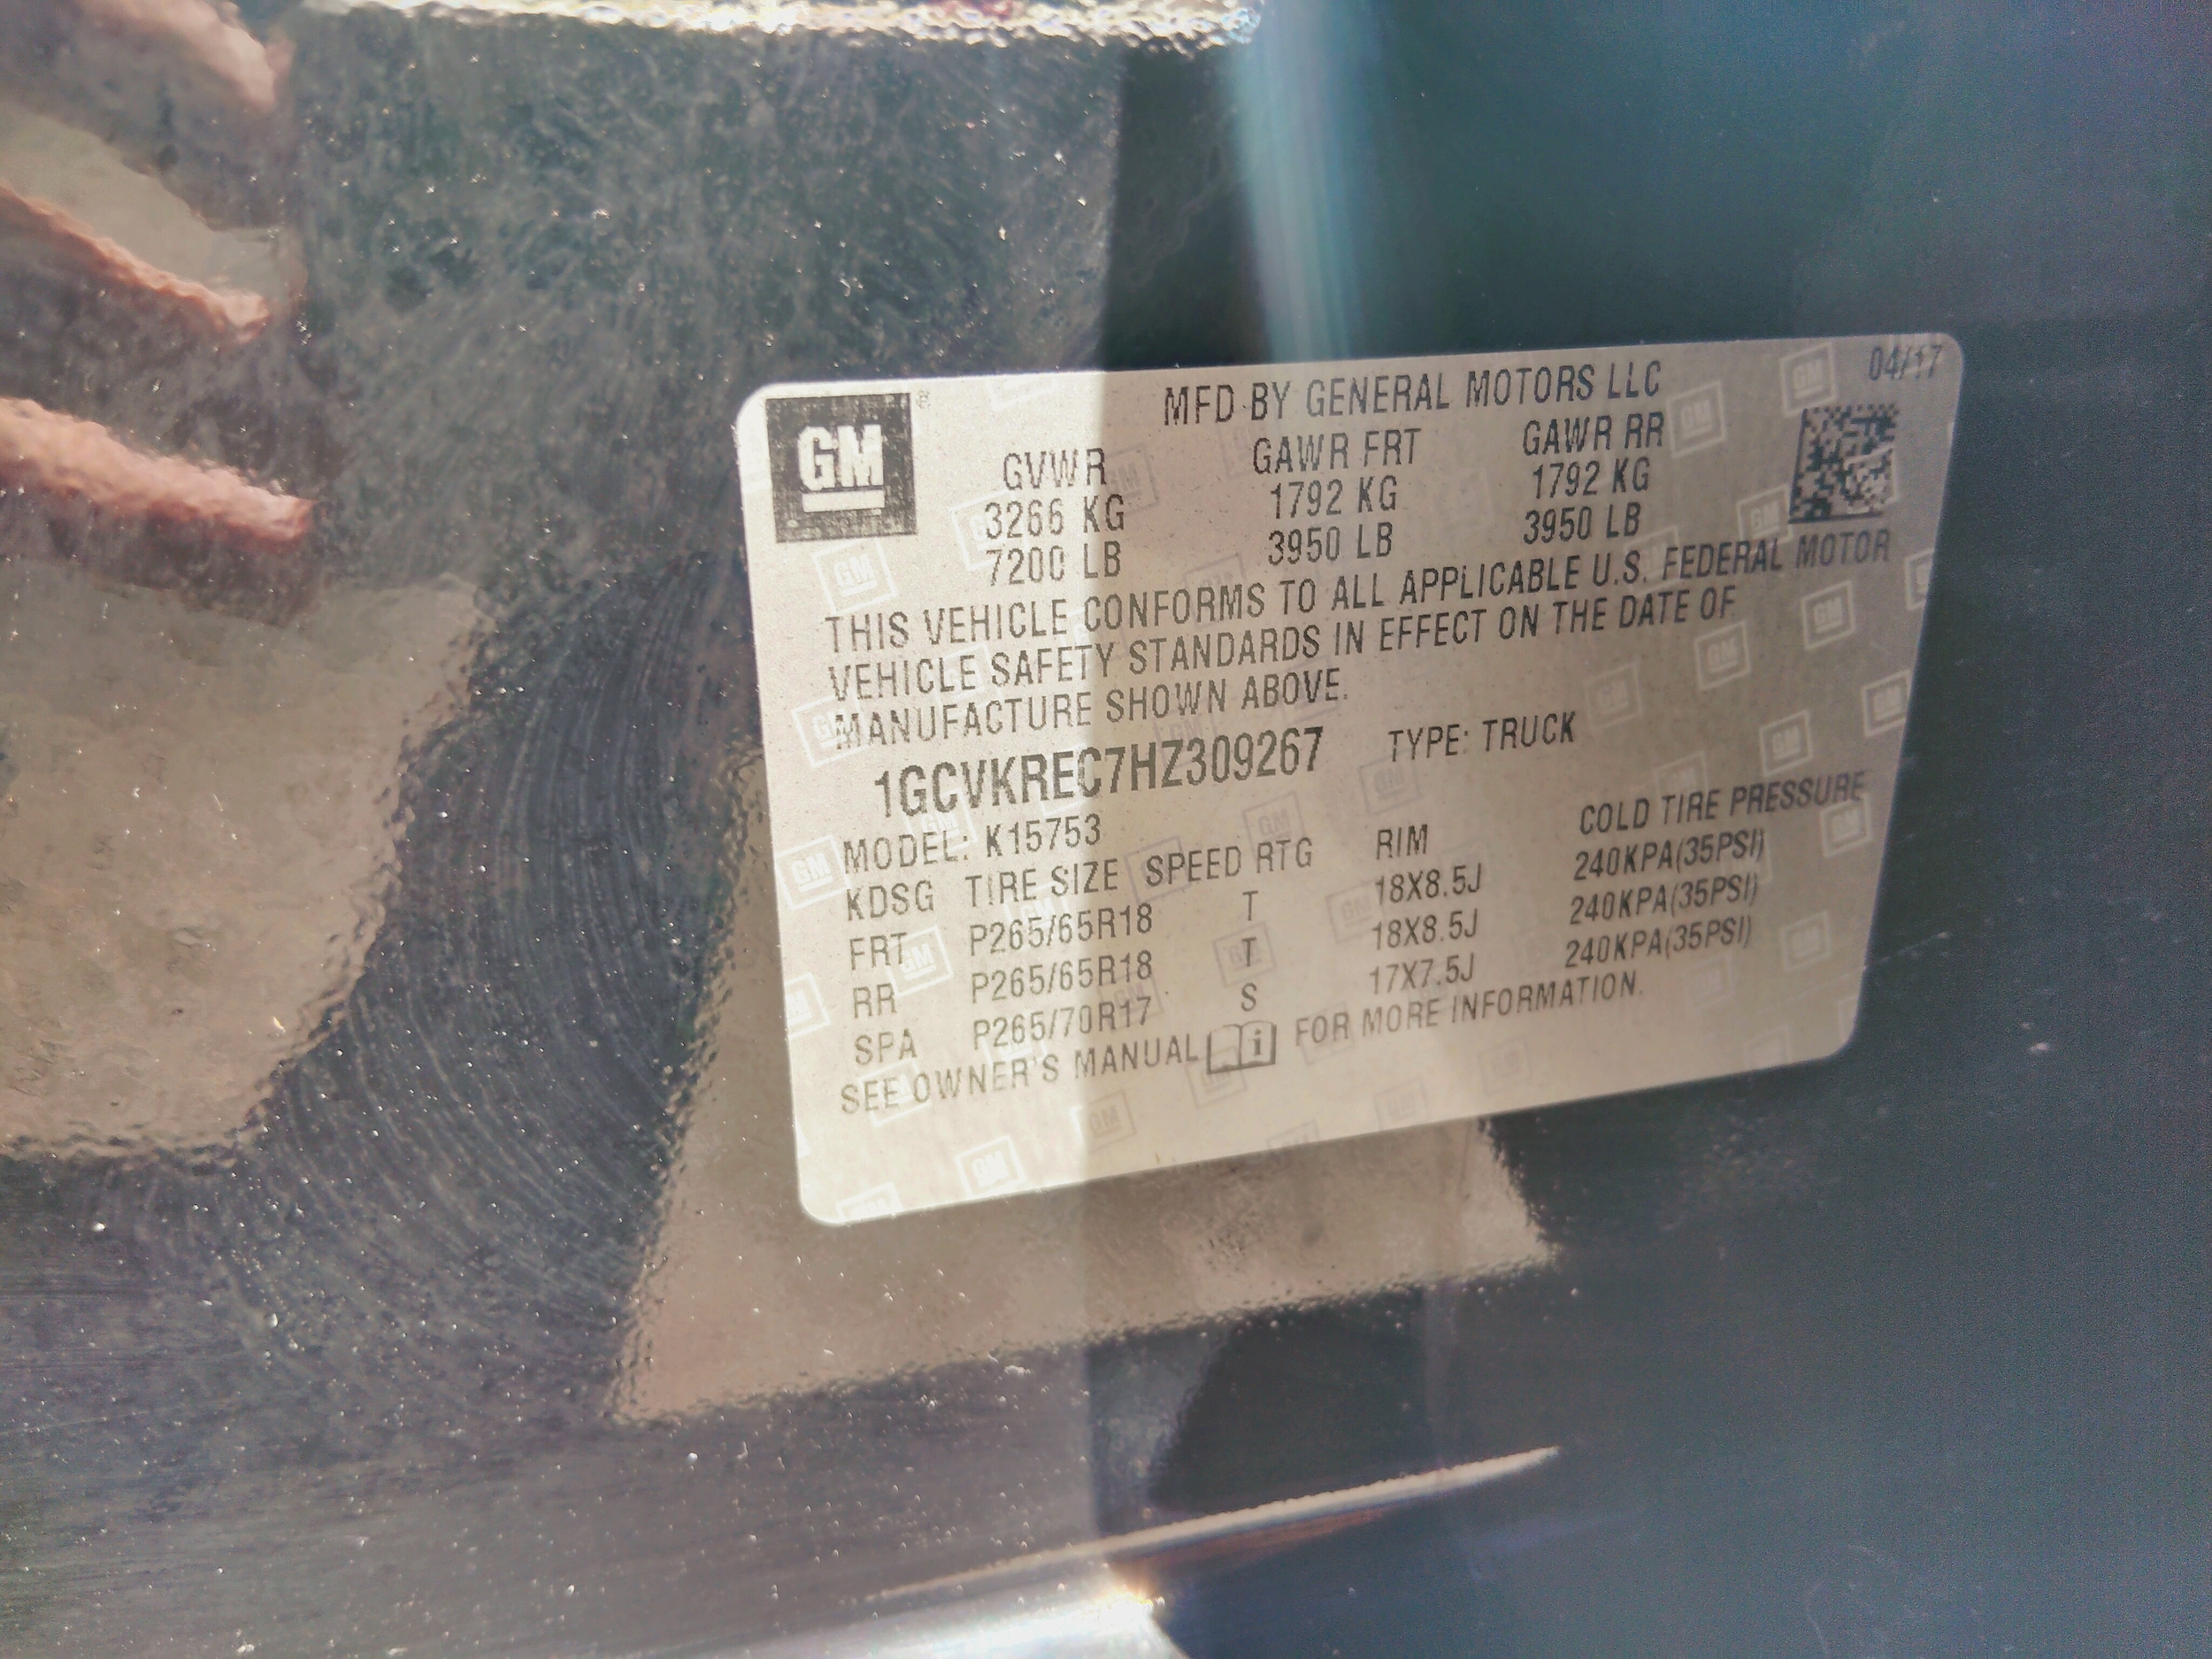 GM ® MFD BY GENERAL MOTORS LLC 04/17
GVWR GAWR FRT GAWR RR
3266 KG 1792 KG 1792 KG
7200 LB 3950 LB 3950 LB
THIS VEHICLE CONFORMS TO ALL APPLICABLE U.S. FEDERAL MOTOR
VEHICLE SAFETY STANDARDS IN EFFECT ON THE DATE OF
MANUFACTURE SHOWN ABOVE.
1GCVKREC7HZ309267 TYPE: TRUCK
MODEL: K15753
KDSG TIRE SIZE SPEED RTG RIM COLD TIRE PRESSURE
FRT P265/65R18 T 18X8.5J 240KPA(35PSI)
RR P265/65R18 T 18X8.5J 240KPA(35PSI)
SPA P265/70R17 S 17X7.5J 240KPA(35PSI)
SEE OWNER'S MANUAL FOR MORE INFORMATION.